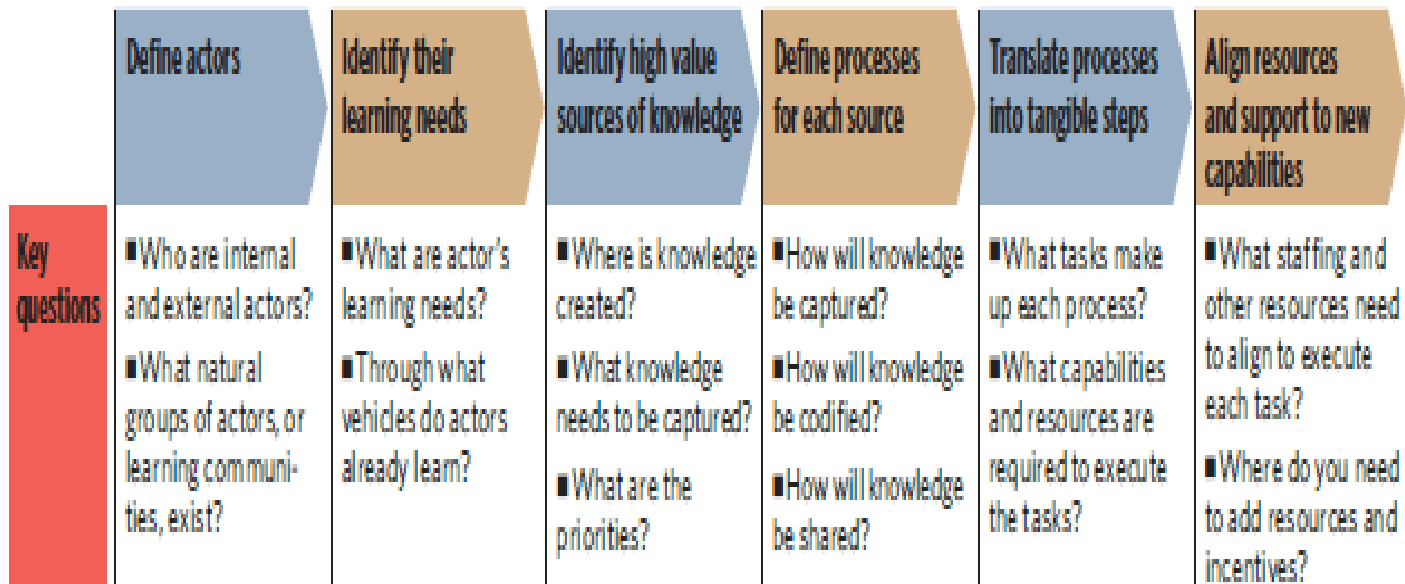 Define actors
Identify their
learning needs
Identify high value
sources of knowledge
Define processes
for each source
Translate processes
into tangible steps
Align resources
and support to new
capabilities
Key
questions
■Who are internal
and external actors?
■What natural
groups of actors, or
learning communi-
ties, exist?
■What are actor's
learning needs?
■Through what
vehicles do actors
already learn?
■Where is knowledge
created?
■What knowledge
needs to be captured?
■What are the
priorities?
■How will knowledge
be captured?
■How will knowledge
be codified?
■How will knowledge
be shared?
■What tasks make
up each process?
■What capabilities
and resources are
required to execute
the tasks?
■What staffing and
other resources need
to align to execute
each task?
■Where do you need
to add resources and
incentives?